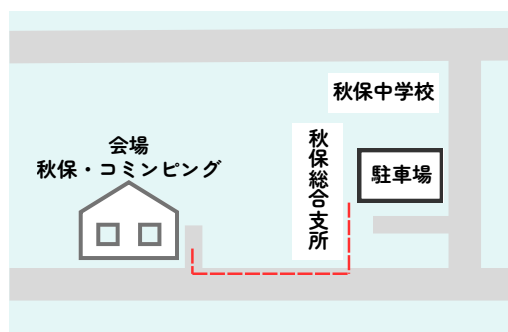 秋保中学校
会場
秋保・コミンピング
秋保総合支所
駐車場